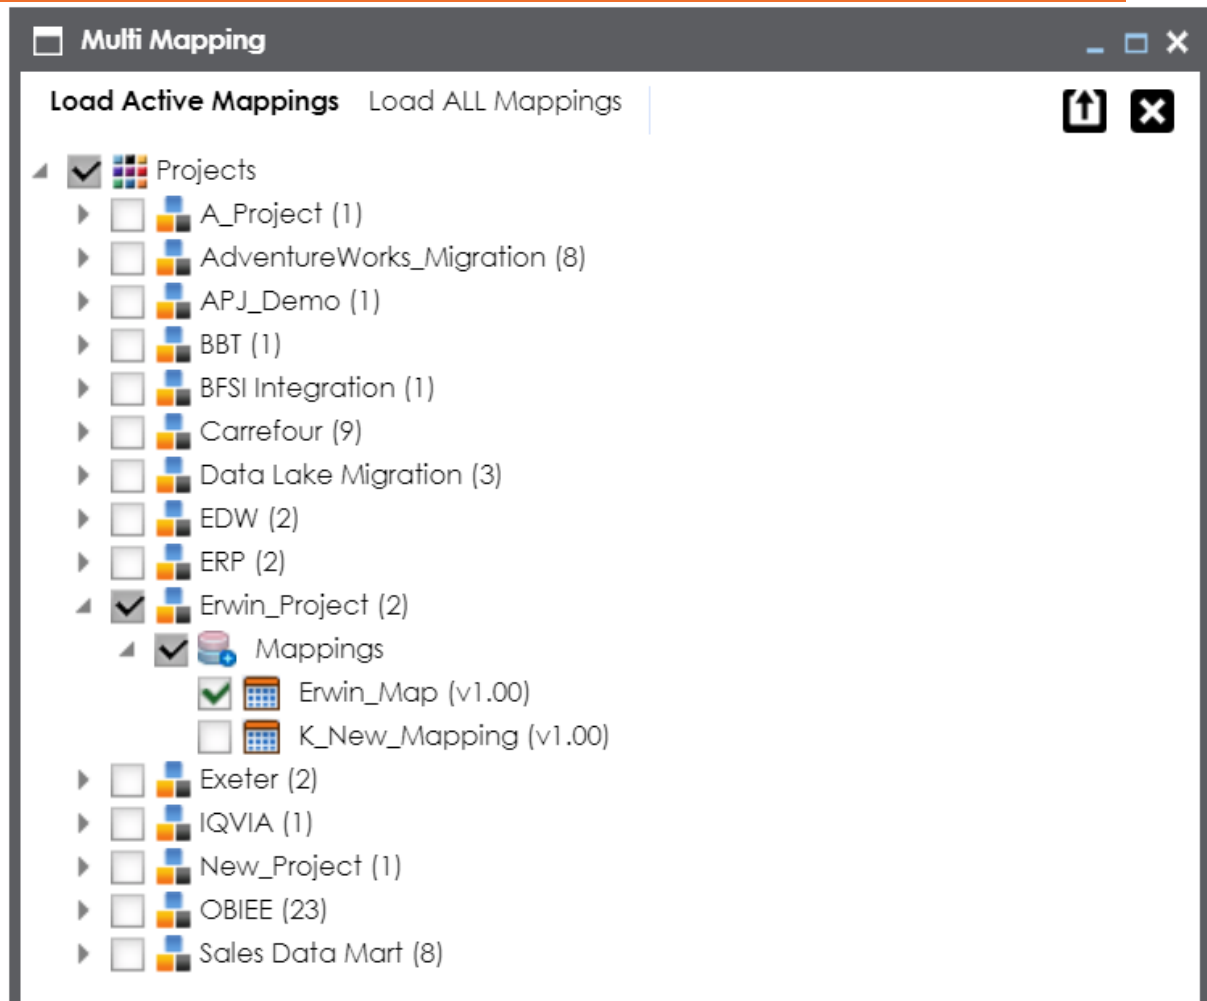 Multi Mapping
Load Active Mappings Load ALL Mappings
Projects
A_Project (1)
AdventureWorks_Migration (8)
APJ_Demo (1)
BBT (1)
BFSI Integration (1)
Carrefour (9)
Data Lake Migration (3)
EDW (2)
ERP (2)
Erwin_Project (2)
Mappings
Erwin_Map (v1.00)
K_New_Mapping (v1.00)
Exeter (2)
IQVIA (1)
New_Project (1)
OBIEE (23)
Sales Data Mart (8)